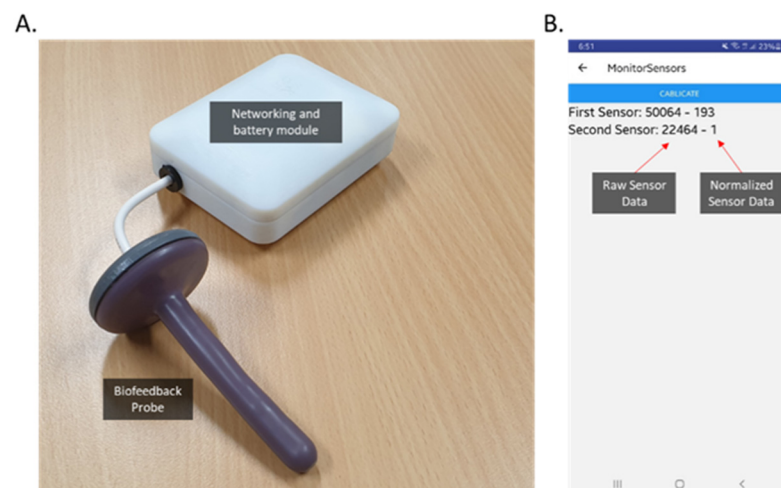 A.
Networking and
battery module
Biofeedback
Probe
B.
6:51
23%
MonitorSensors
CABLICATE
First Sensor: 50064 - 193
Second Sensor: 22464 - 1
Raw Sensor
Data
Normalized
Sensor Data